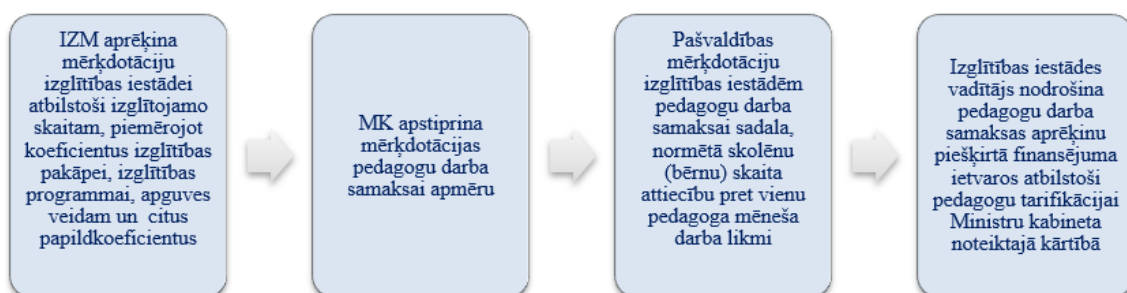 IZM aprēķina
mērķdotāciju
izglītības iestādei
atbilstoši izglītojamo
skaitam, piemērojot
koeficientus izglītības
pakāpei, izglītības
programmai, apguves
veidam un citus
papildkoeficientus
MK apstiprina
mērķdotācijas
pedagogu darba
samaksai apmēru
Pašvaldības
mērķdotāciju
izglītības iestādēm
pedagogu darba
samaksai sadala,
normētā skolēnu
(bērnu) skaita
attiecību pret vienu
pedagoga mēneša
darba likmi
Izglītības iestādes
vadītājs nodrošina
pedagogu darba
samaksas aprēķinu
piešķirtā finansējuma
ietvaros atbilstoši
pedagogu tarifikācijai
Ministru kabineta
noteiktajā kārtībā